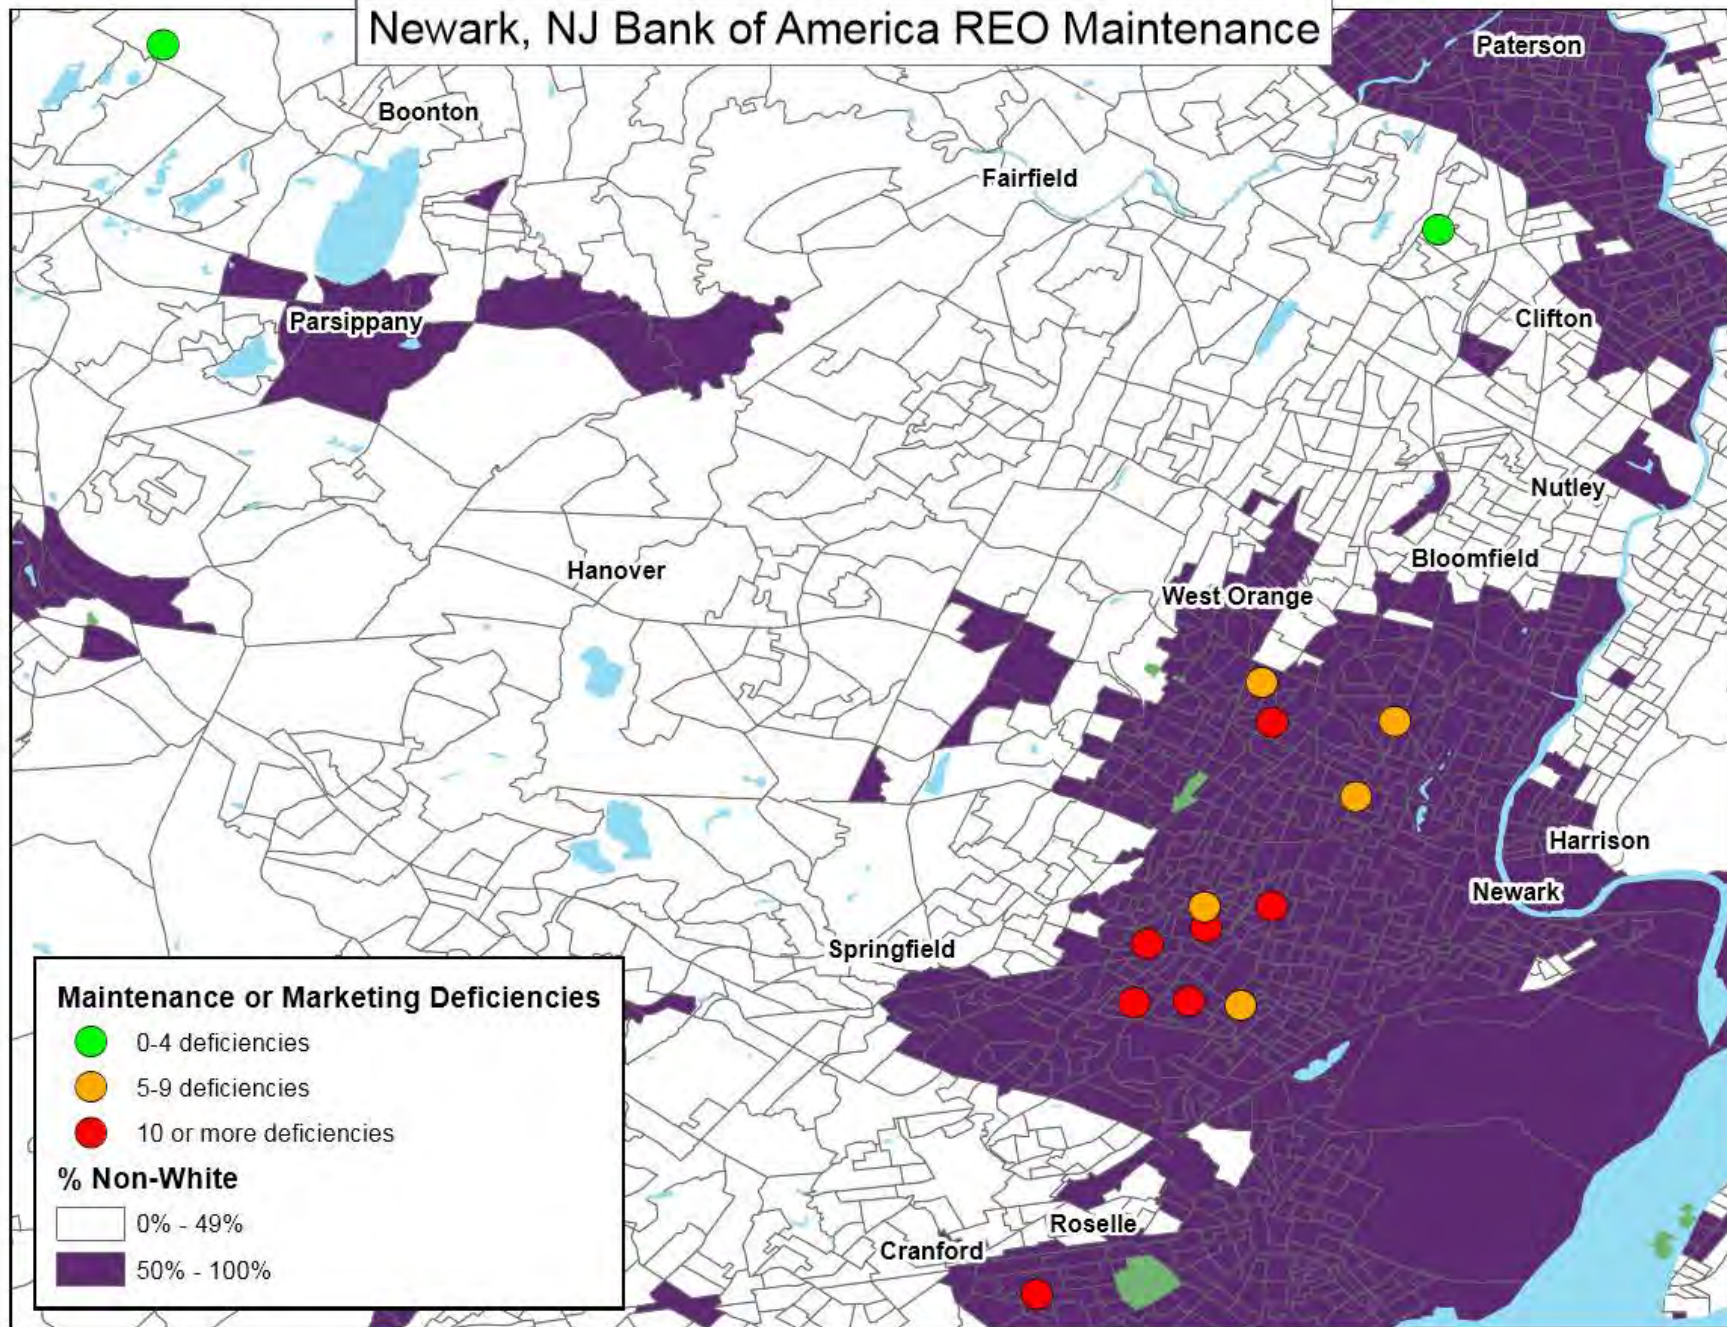 Newark, NJ Bank of America REO Maintenance
Paterson
Boonton
Fairfield
Parsippany
Clifton
Nutley
Bloomfield
Hanover
West Orange
Harrison
Newark
Springfield
Roselle
Cranford
Maintenance or Marketing Deficiencies
0-4 deficiencies
5-9 deficiencies
10 or more deficiencies
% Non-White
0% - 49%
50% - 100%